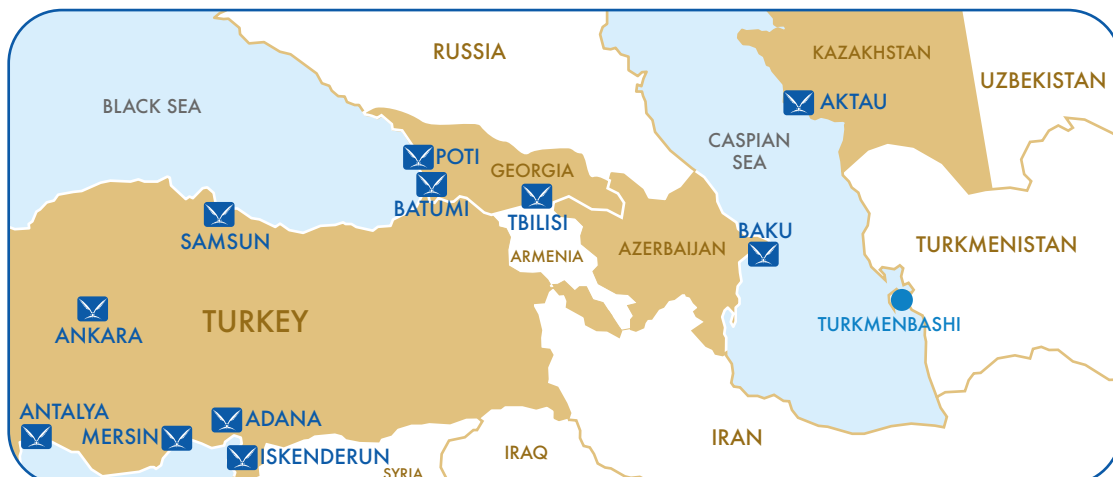 RUSSIA
KAZAKHSTAN
UZBEKISTAN
BLACK SEA
AKTAU
CASPIAN
SEA
POTI
GEORGIA
BATUMI
TBILISI
SAMSUN
BAKU
AZERBAIJAN
ARMENIA
TURKMENISTAN
TURKEY
ANKARA
TURKMENBASHI
ANTALYA
ADANA
MERSIN
IRAN
IRAQ
ISKENDERUN
SYRIA